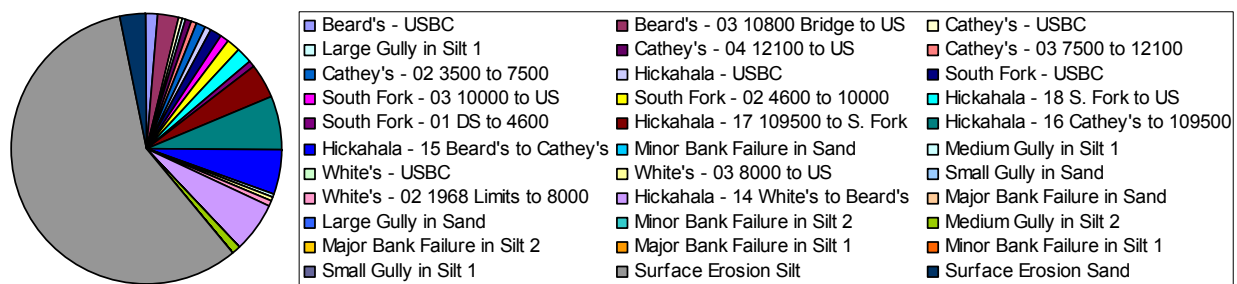 Beard's - USBC
Beard's - 03 10800 Bridge to US
Cathey's - USBC
Large Gully in Silt 1
Cathey's - 04 12100 to US
Cathey's - 03 7500 to 12100
Cathey's - 02 3500 to 7500
Hickahala - USBC
South Fork - USBC
South Fork - 03 10000 to US
South Fork - 02 4600 to 10000
Hickahala - 18 S. Fork to US
South Fork - 01 DS to 4600
Hickahala - 17 109500 to S. Fork
Hickahala - 16 Cathey's to 109500
Hickahala - 15 Beard's to Cathey's
Minor Bank Failure in Sand
Medium Gully in Silt 1
White's - USBC
White's - 03 8000 to US
Small Gully in Sand
White's - 02 1968 Limits to 8000
Hickahala - 14 White's to Beard's
Major Bank Failure in Sand
Large Gully in Sand
Minor Bank Failure in Silt 2
Medium Gully in Silt 2
Major Bank Failure in Silt 2
Major Bank Failure in Silt 1
Minor Bank Failure in Silt 1
Small Gully in Silt 1
Surface Erosion Silt
Surface Erosion Sand